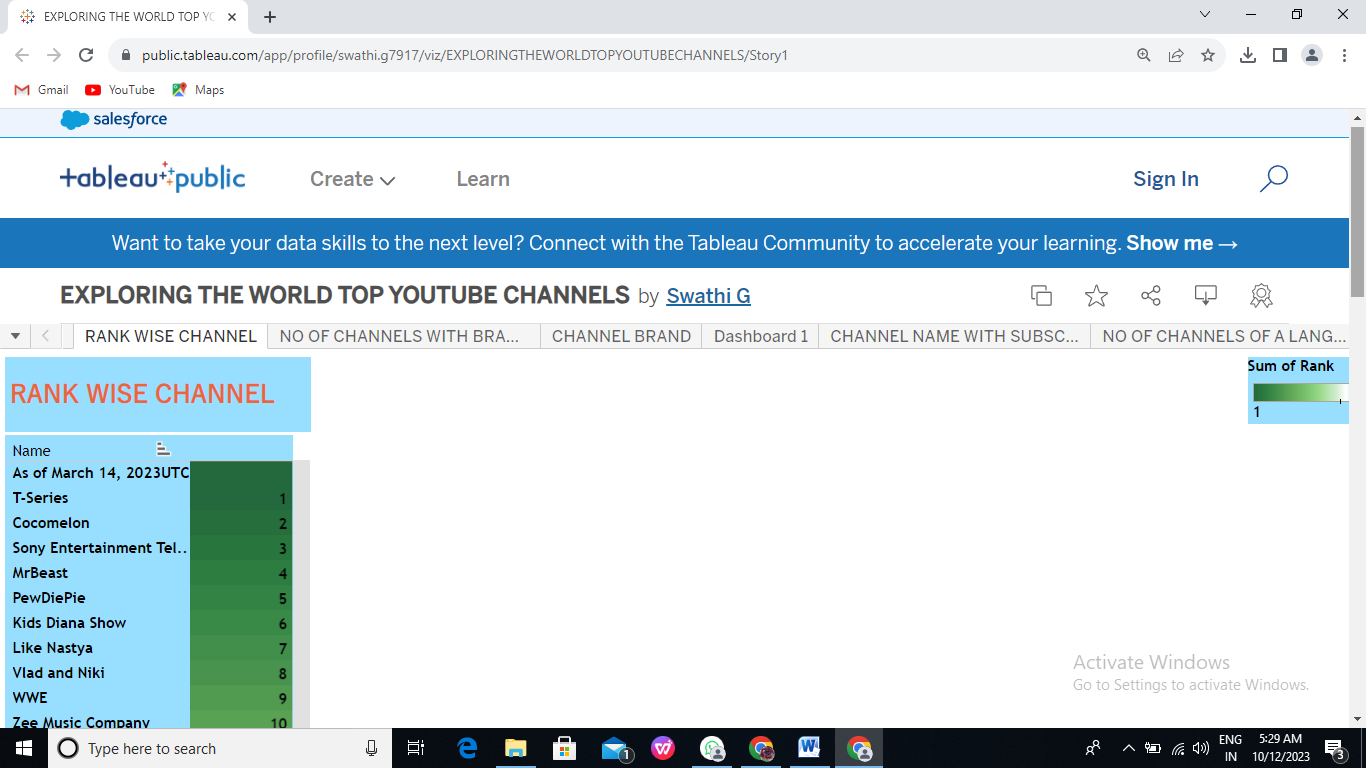 EXPLORING THE WORLD TOP YC
public.tableau.com/app/profile/swathi.g7917/viz/EXPLORINGTHEWORLDTOPYOUTUBECHANNELS/Story1
Gmail YouTube Maps
salesforce
+ableau+public Create Learn Sign In
Want to take your data skills to the next level? Connect with the Tableau Community to accelerate your learning. Show me →
EXPLORING THE WORLD TOP YOUTUBE CHANNELS by Swathi G
RANK WISE CHANNEL NO OF CHANNELS WITH BRA... CHANNEL BRAND Dashboard 1 CHANNEL NAME WITH SUBSC... NO OF CHANNELS OF A LANG...
RANK WISE CHANNEL
Sum of Rank
1
Name
As of March 14, 2023UTC
T-Series 1
Cocomelon 2
Sony Entertainment Tel.. 3
MrBeast 4
PewDiePie 5
Kids Diana Show 6
Like Nastya 7
Vlad and Niki 8
WWE 9
Zee Music Company 10
Activate Windows
Go to Settings to activate Windows.
Type here to search
1
W
ENG
IN
5:29 AM
10/12/2023
3